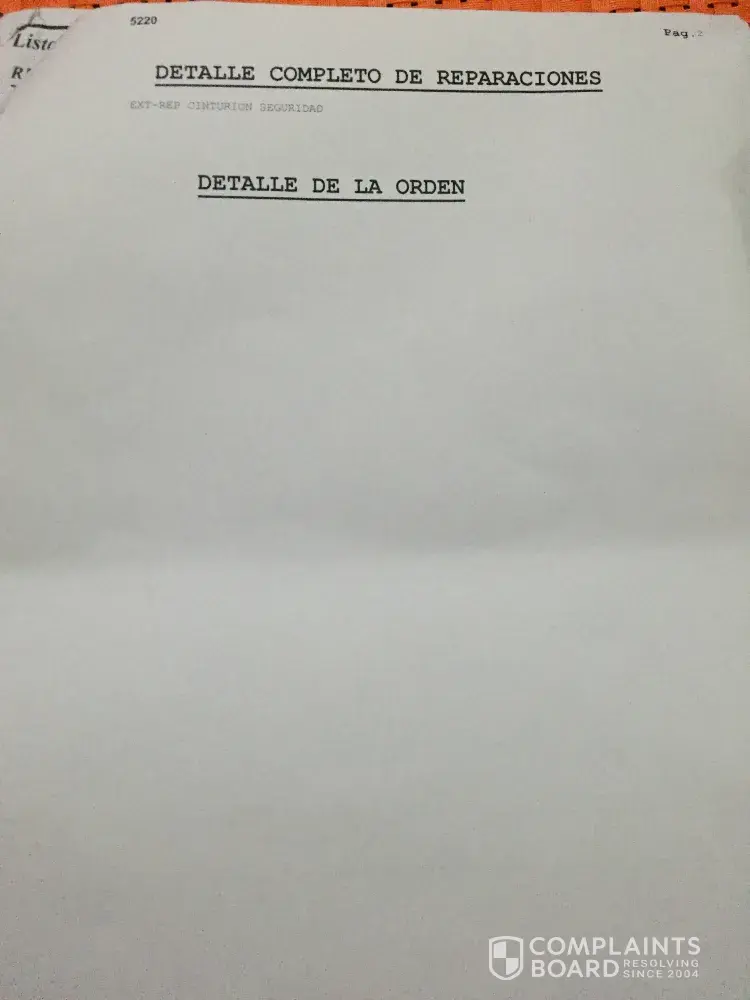 5220
Pag.2
Listo
DETALLE COMPLETO DE REPARACIONES
EXT-REP CINTURION SEGURIDAD
DETALLE DE LA ORDEN
COMPLAINTS
BOARD RESOLVING
SINCE 2004